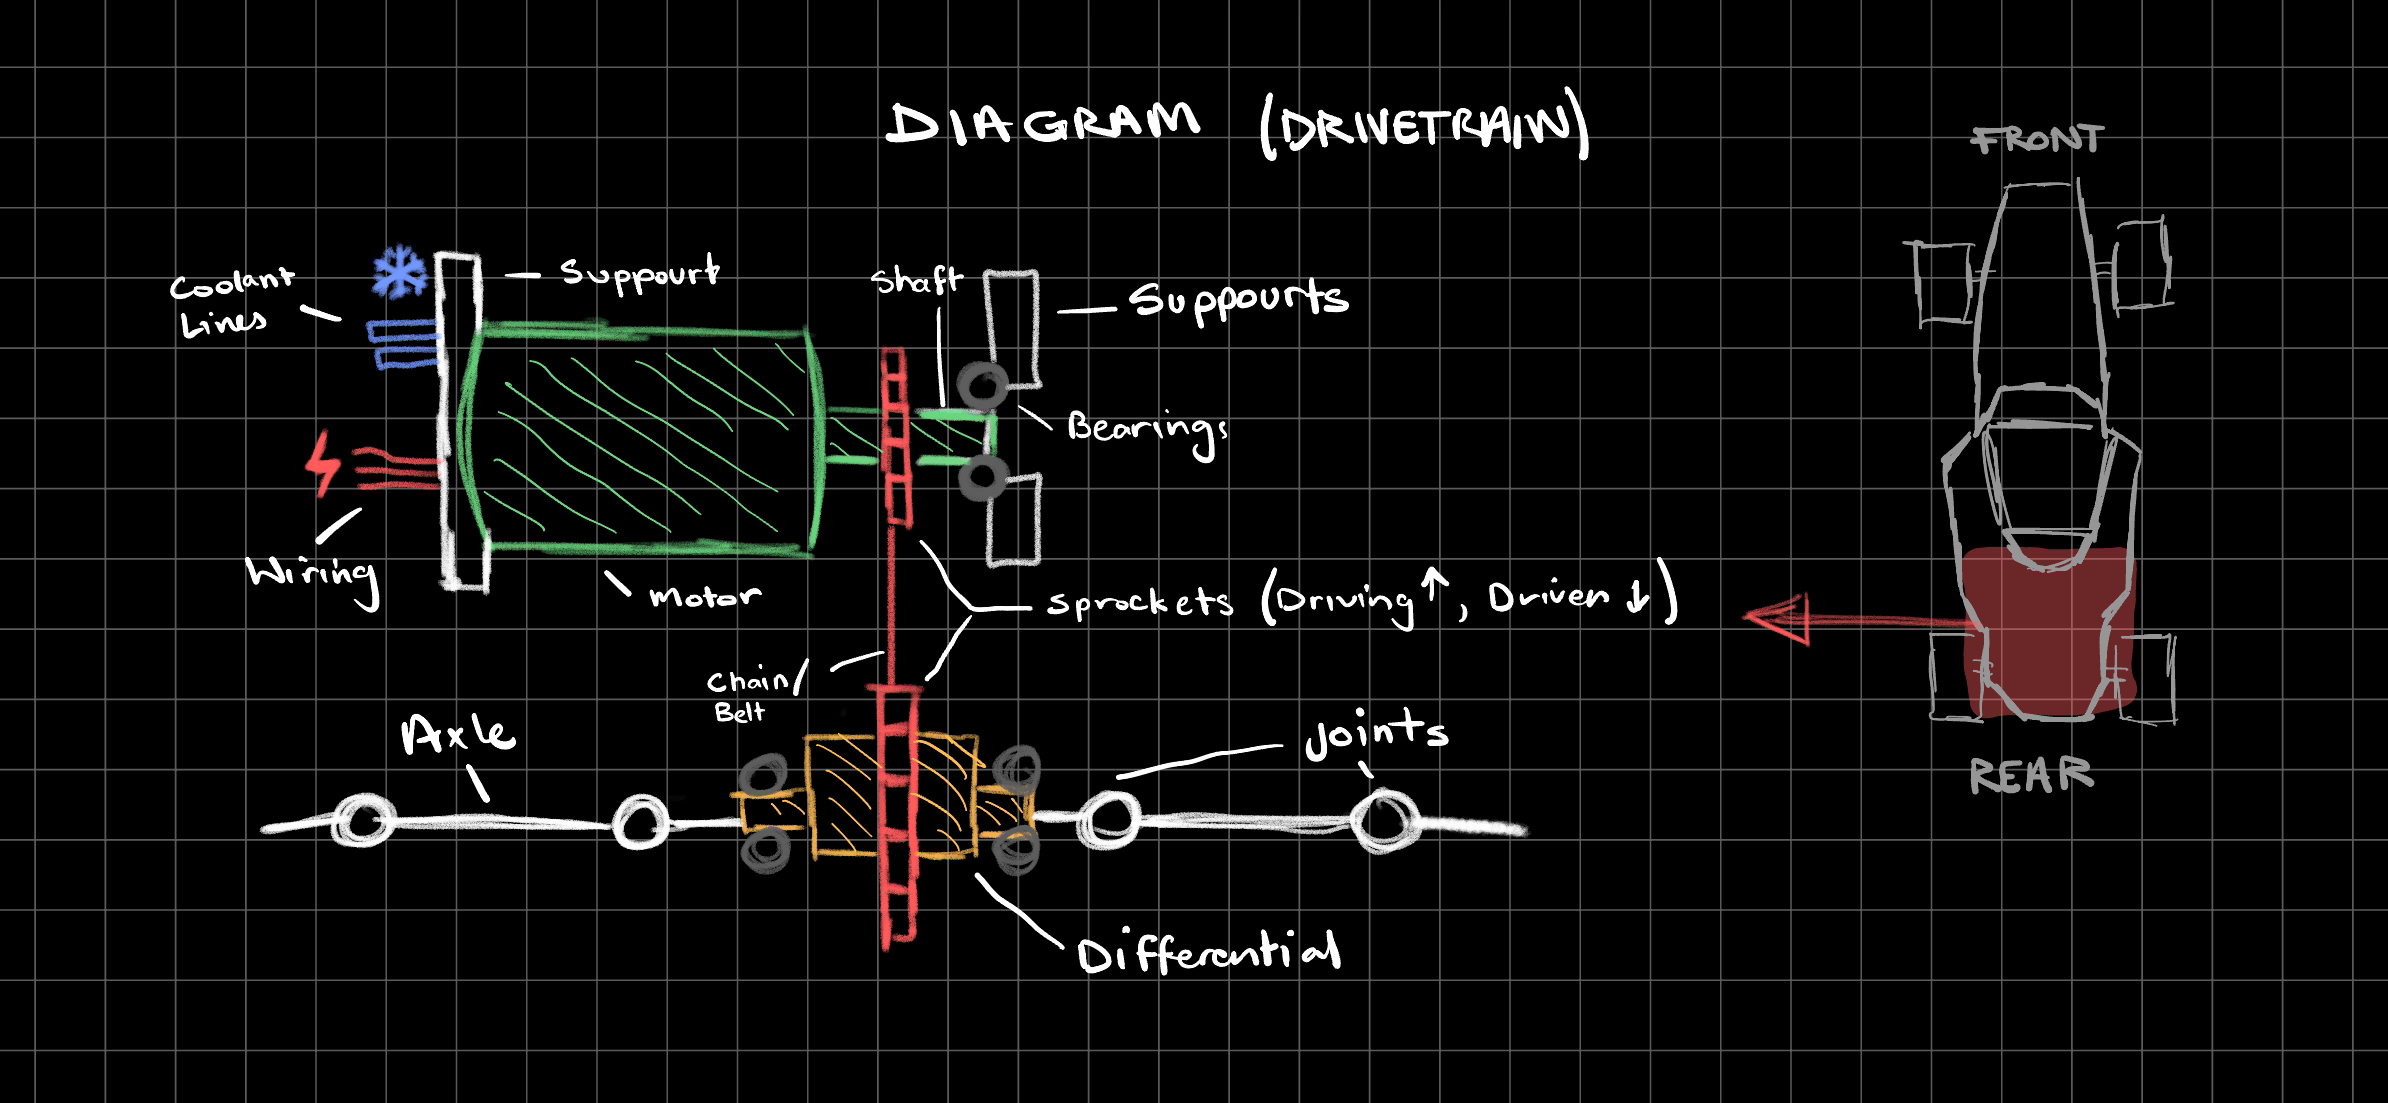 DIAGRAM (DRIVETRAIN)
FRONT
Coolant
Lines
Suppourt
Shaft
Suppourts
Bearings
Wiring
Motor
Sprockets (Driving ↑, Driven ↓)
Chain/
Belt
Axle
Joints
REAR
Differential